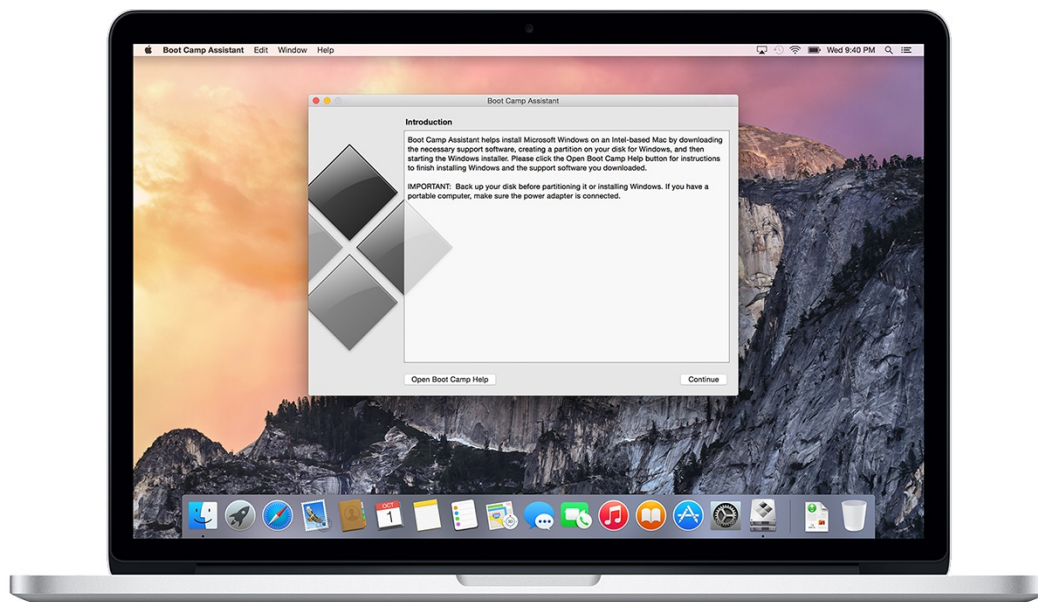 Boot Camp Assistant Edit Window Help
Wed 9:40 PM
Boot Camp Assistant
Introduction
Boot Camp Assistant helps install Microsoft Windows on an Intel-based Mac by downloading
the necessary support software, creating a partition on your disk for Windows, and then
starting the Windows installer. Please click the Open Boot Camp Help button for instructions
to finish installing Windows and the support software you downloaded.
IMPORTANT: Back up your disk before partitioning it or installing Windows. If you have a
portable computer, make sure the power adapter is connected.
Open Boot Camp Help
Continue
OCT
1